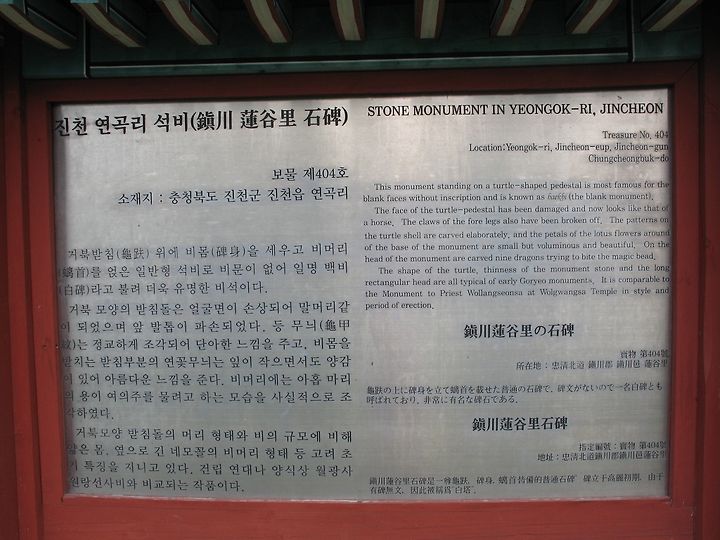 진천 연곡리 석비(鎭川 蓮谷里 石碑)
보물 제404호
소재지 : 충청북도 진천군 진천읍 연곡리
거북받침(龜趺) 위에 비몸(碑身)을 세우고 비머리
(螭首)를 얹은 일반형 석비로 비문이 없어 일명 백비
(白碑)라고 불려 더욱 유명한 비석이다.
거북 모양의 받침돌은 얼굴면이 손상되어 말머리같
이 되었으며 앞 발톱이 파손되었다. 등 무늬(龜甲
紋)는 정교하게 조각되어 단아한 느낌을 주고, 비몸을
받치는 받침부분의 연꽃무늬는 잎이 작으면서도 양감
이 있어 아름다운 느낌을 준다. 비머리에는 아홉 마리
의 용이 여의주를 물려고 하는 모습을 사실적으로 조
각하였다.
거북모양 받침돌의 머리 형태와 비의 규모에 비해
얇은 몸, 옆으로 긴 네모꼴의 비머리 형태 등 고려 초
기 특징을 지니고 있다. 건립 연대나 양식상 월광사
원랑선사비와 비교되는 작품이다.
STONE MONUMENT IN YEONGOK-RI, JINCHEON
Treasure No. 404
Location:Yeongok-ri, Jincheon-eup, Jincheon-gun
Chungcheongbuk-do
This monument standing on a turtle-shaped pedestal is most famous for the
blank faces without inscription and is known as (the blank monument).
The face of the turtle-pedestal has been damaged and now looks like that of
a horse. The claws of the fore legs also have been broken off. The patterns on
the turtle shell are carved elaborately, and the petals of the lotus flowers around
of the base of the monument are small but voluminous and beautiful. On the
head of the monument are carved nine dragons trying to bite the magic bead.
The shape of the turtle, thinness of the monument stone and the long
rectangular head are all typical of early Goryeo monuments. It is comparable to
the Monument to Priest Wollangseonsa at Wolgwangsa Temple in style and
period of erection.
鎭川蓮谷里の石碑
寶物 第404號
所在地 : 忠淸北道 鎭川郡 鎭川邑 蓮谷里
龜趺の上に碑身を立て螭首を載せた普通の石碑で、碑文がないので一名白碑とも
呼ばれており、非常に有名な碑石である。
鎭川蓮谷里石碑
指定編號 : 寶物 第404號
地址 : 忠淸北道鎭川郡鎭川邑蓮谷里
鎭川蓮谷里石碑是一尊龜趺, 碑身, 螭首替備的普通石碑" 碑立于高麗初期, 由于
有碑無文, 因此被稱爲"白塔".